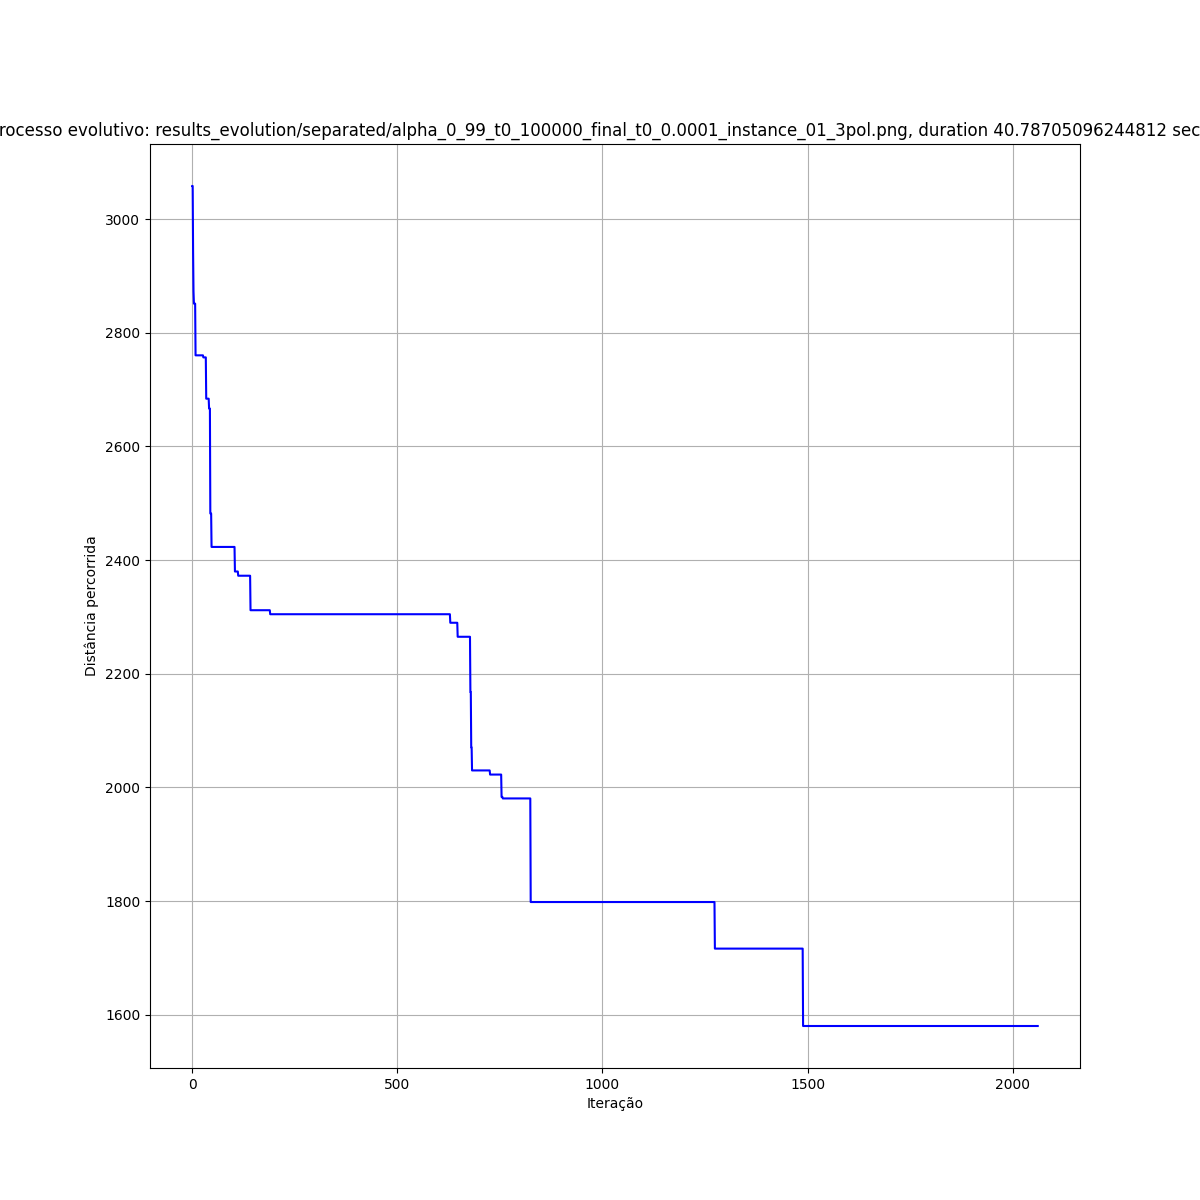 rocesso evolutivo: results_evolution/separated/alpha_0_99_t0_100000_final_t0_0.0001_instance_01_3pol.png, duration 40.78705096244812 sec
3000
2800
2600
2400
2200
2000
1800
1600
Distância percorrida
0 500 1000 1500 2000
Iteração